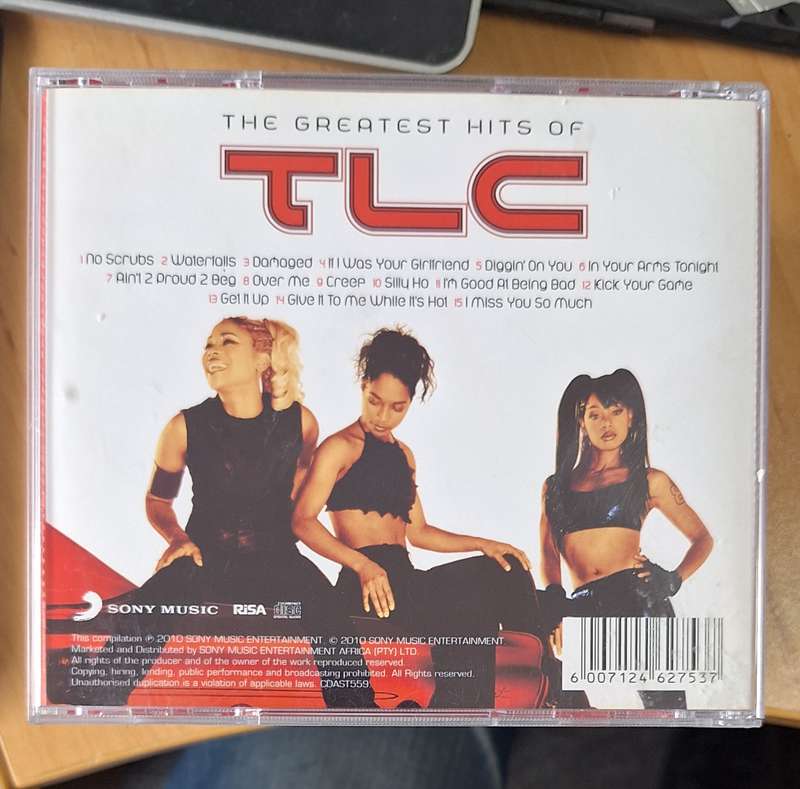 THE GREATEST HITS OF
TLC
1 No Scrubs 2 Waterfalls 3 Damaged 4 If I Was Your Girlfriend 5 Diggin' On You 6 In Your Arms Tonight
7 Ain't 2 Proud 2 Beg 8 Over Me 9 Creep 10 Silly Ho 11 I'm Good At Being Bad 12 Kick Your Game
13 Get It Up 14 Give It To Me While It's Hot 15 I Miss You So Much
SONY MUSIC RiSA COMPACT disc DIGITAL AUDIO
This compilation ℗ 2010 SONY MUSIC ENTERTAINMENT. © 2010 SONY MUSIC ENTERTAINMENT
Marketed and Distributed by SONY MUSIC ENTERTAINMENT AFRICA (PTY) LTD.
All rights of the producer and of the owner of the work reproduced reserved.
Copying, hiring, lending, public performance and broadcasting prohibited. All Rights reserved.
Unauthorised duplication is a violation of applicable laws. CDAST559
6 007124 627537